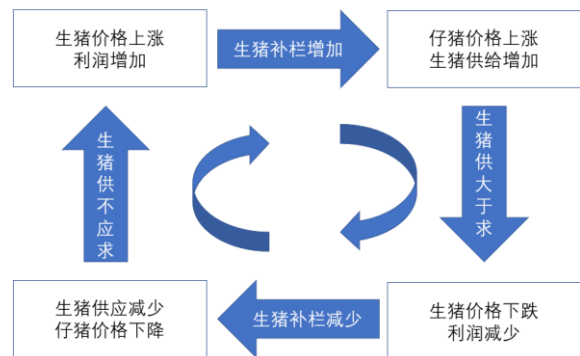 生猪价格上涨
利润增加
生猪补栏增加
仔猪价格上涨
生猪供给增加
生猪供大于求
生猪价格下跌
利润减少
生猪补栏减少
生猪供应减少
仔猪价格下降
生猪供不应求